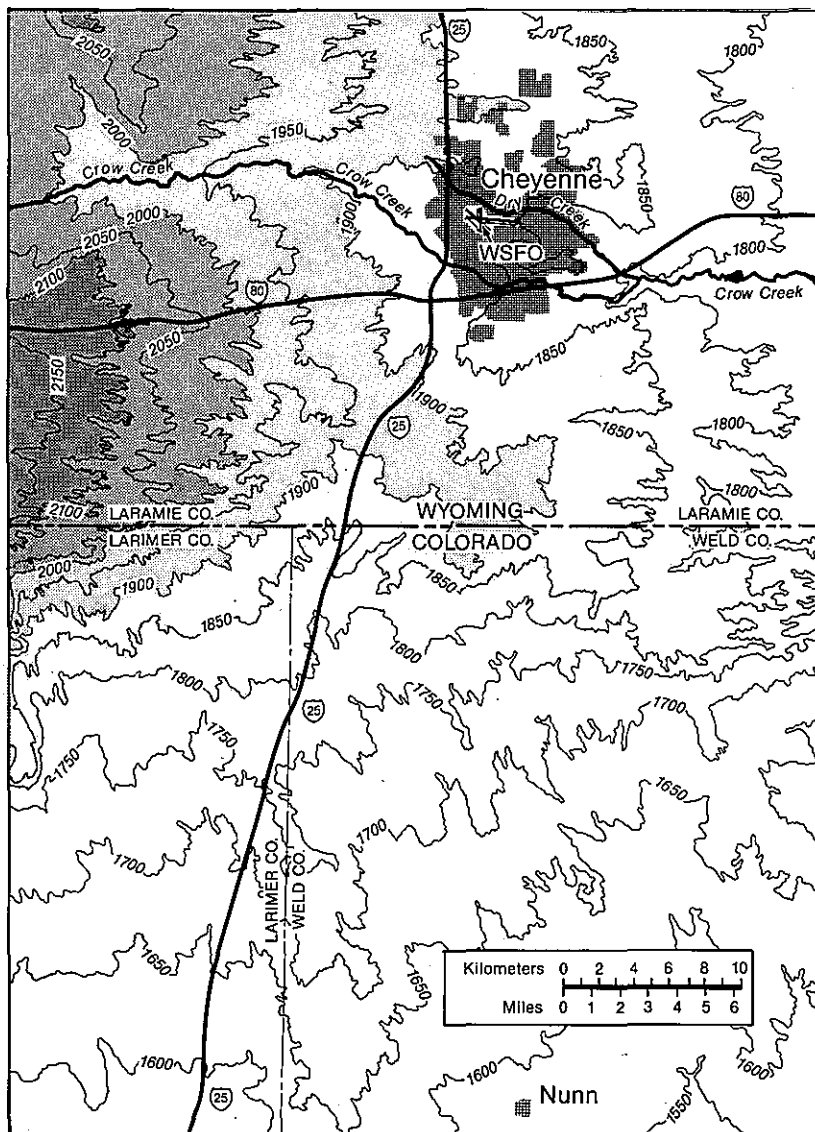 25
1850
1800
2050
2050
2000
1950
Crow Creek
Crow Creek
Cheyenne
Dry Creek
1850
80
2000
1900
WSFO
1800
2050
2100
80
Crow Creek
2050
1850
2150
1900
25
1850
1800
1900
1800
2100
LARAMIE CO.
WYOMING
LARAMIE CO.
LARIMER CO.
COLORADO
WELD CO.
2000
1900
1850
1850
1800
1800
1750
1750
1700
25
1750
1750
1650
1700
1700
LARIMER CO.
WELD CO.
1650
1650
Kilometers 0 2 4 6 8 10
Miles 0 1 2 3 4 5 6
1600
1600
1600
25
Nunn
1550